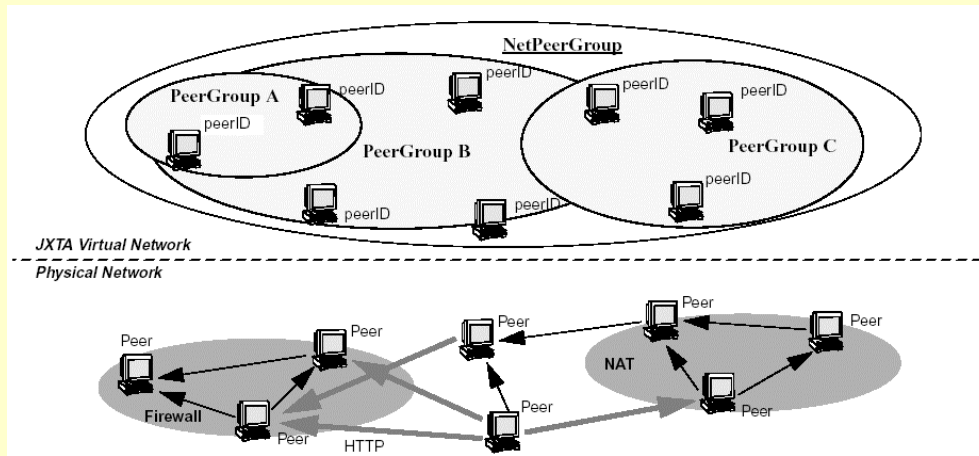 NetPeerGroup
PeerGroup A
peerID
peerID
peerID
peerID
peerID
peerID
PeerGroup B
PeerGroup C
peerID
peerID
peerID
JXTA Virtual Network
Physical Network
Peer
Peer
Peer
Peer
Peer
NAT
Firewall
Peer
Peer
Peer
HTTP